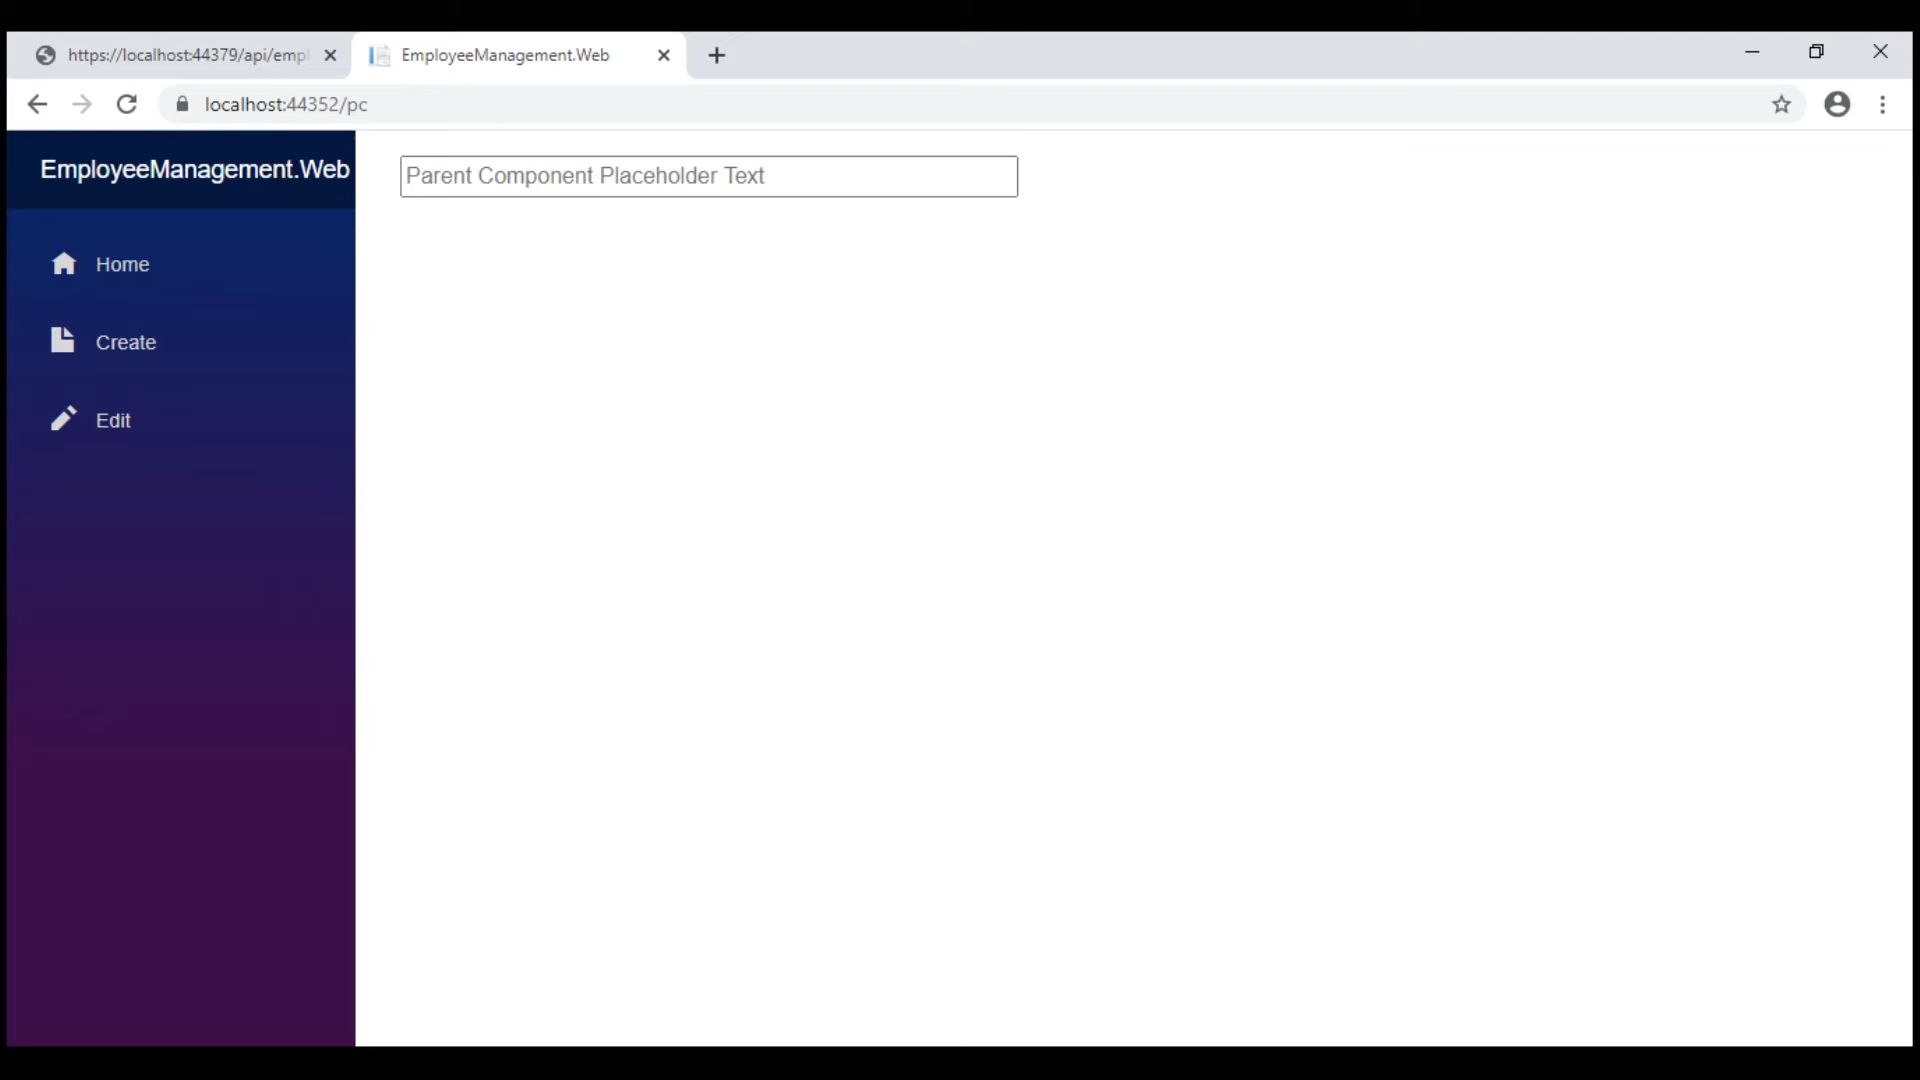 https://localhost:44379/api/empl
EmployeeManagement.Web
localhost:44352/pc
EmployeeManagement.Web
Parent Component Placeholder Text
Home
Create
Edit